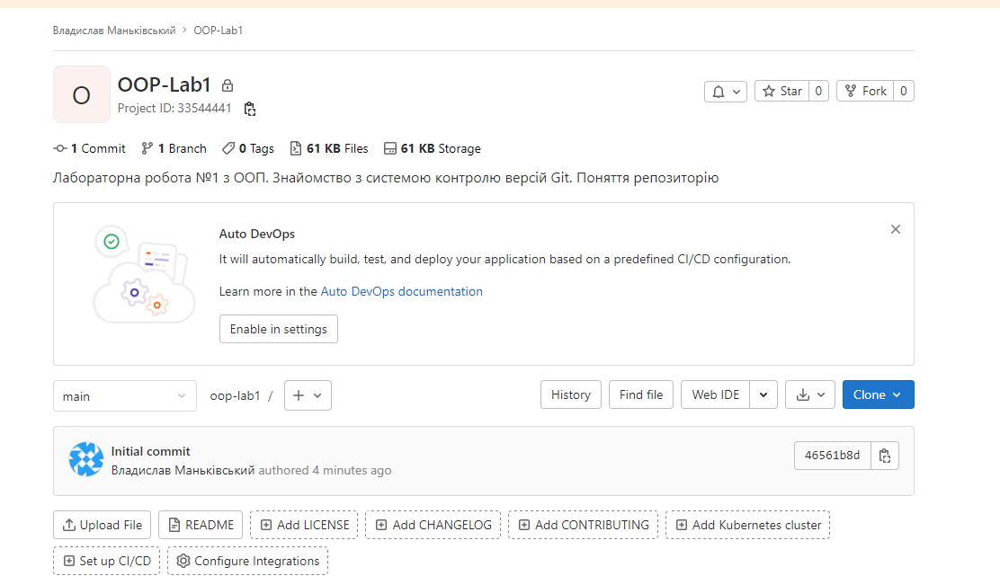 Владислав Маньківський › OOP-Lab1
O
OOP-Lab1
Project ID: 33544441
Star 0
Fork 0
1 Commit 1 Branch 0 Tags 61 KB Files 61 KB Storage
Лабораторна робота №1 з ООП. Знайомство з системою контролю версій Git. Поняття репозиторію
Auto DevOps
It will automatically build, test, and deploy your application based on a predefined CI/CD configuration.
Learn more in the Auto DevOps documentation
Enable in settings
main oop-lab1 / + History Find file Web IDE Clone
Initial commit
Владислав Маньківський authored 4 minutes ago
46561b8d
Upload File README Add LICENSE Add CHANGELOG Add CONTRIBUTING Add Kubernetes cluster
Set up CI/CD Configure Integrations